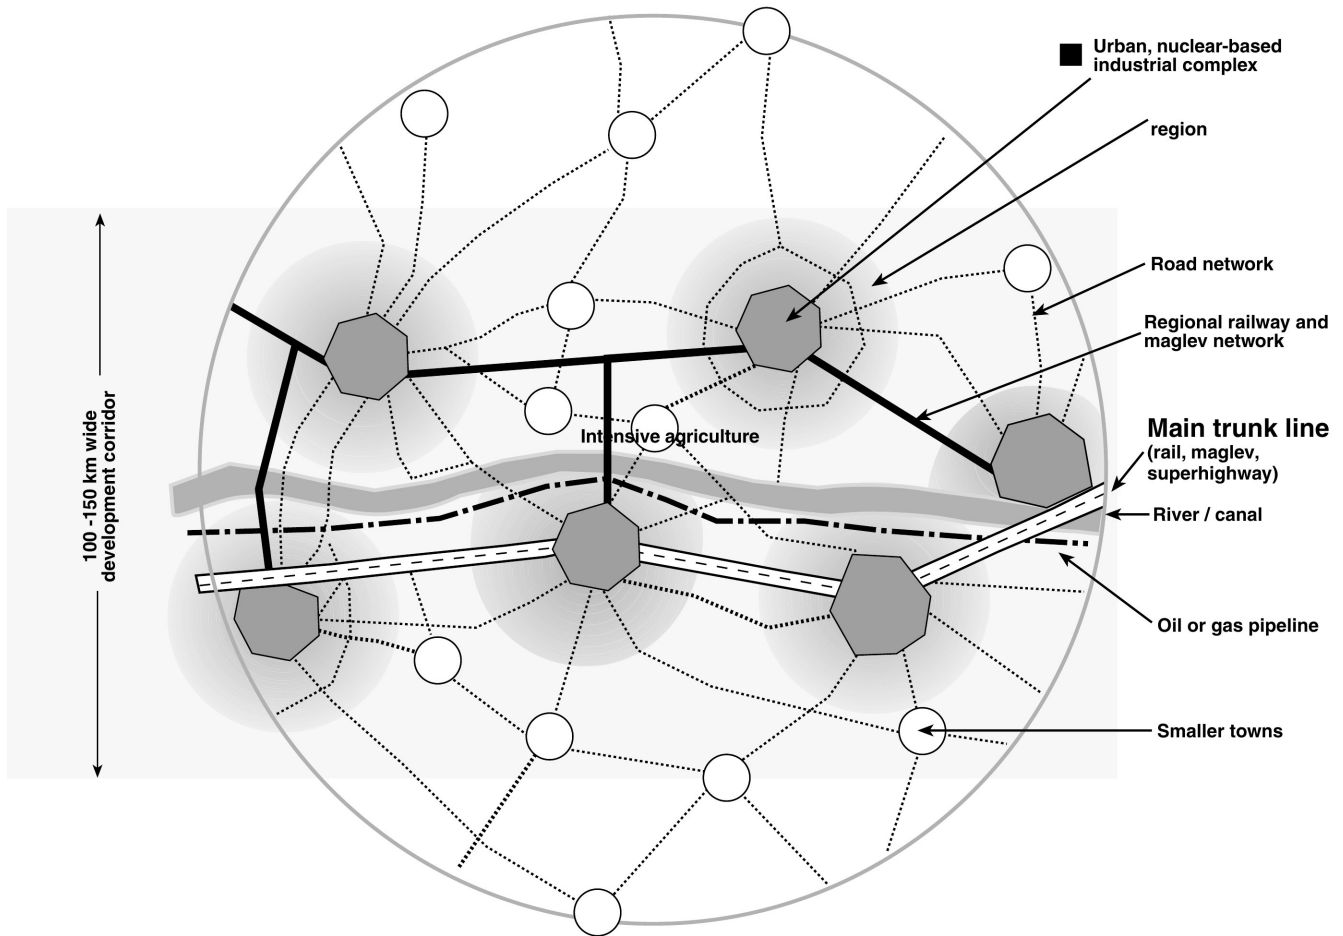 Urban, nuclear-based
industrial complex
region
Road network
Regional railway and
maglev network
Main trunk line
(rail, maglev,
superhighway)
River / canal
Oil or gas pipeline
Smaller towns
Intensive agriculture
100 -150 km wide
development corridor